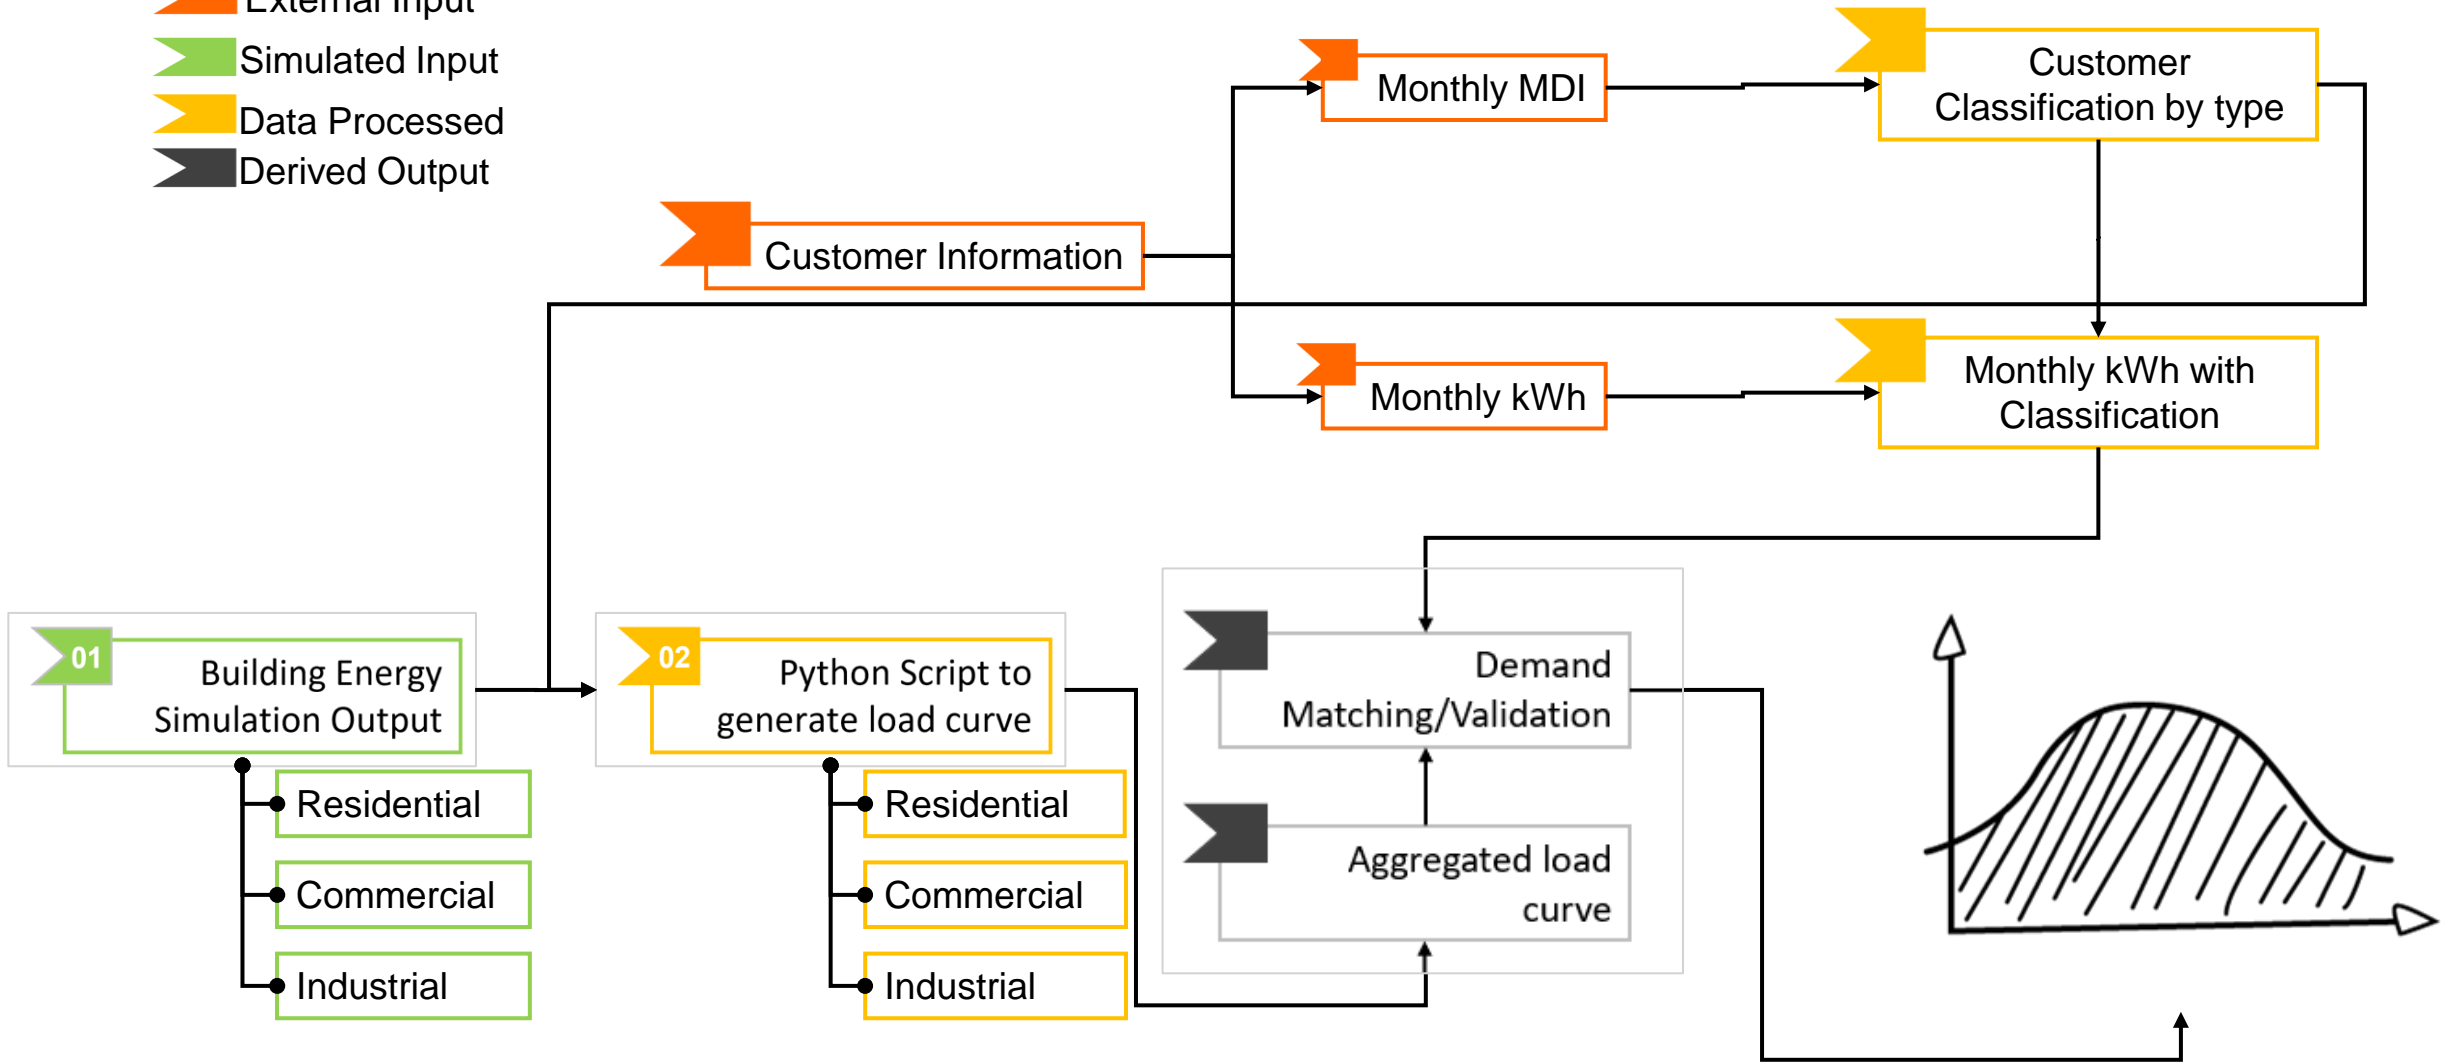 External Input
Simulated Input
Data Processed
Derived Output
Monthly MDI
Customer
Classification by type
Customer Information
Monthly kWh
Monthly kWh with
Classification
01
Building Energy
Simulation Output
Residential
Commercial
Industrial
02
Python Script to
generate load curve
Residential
Commercial
Industrial
Demand
Matching/Validation
Aggregated load
curve